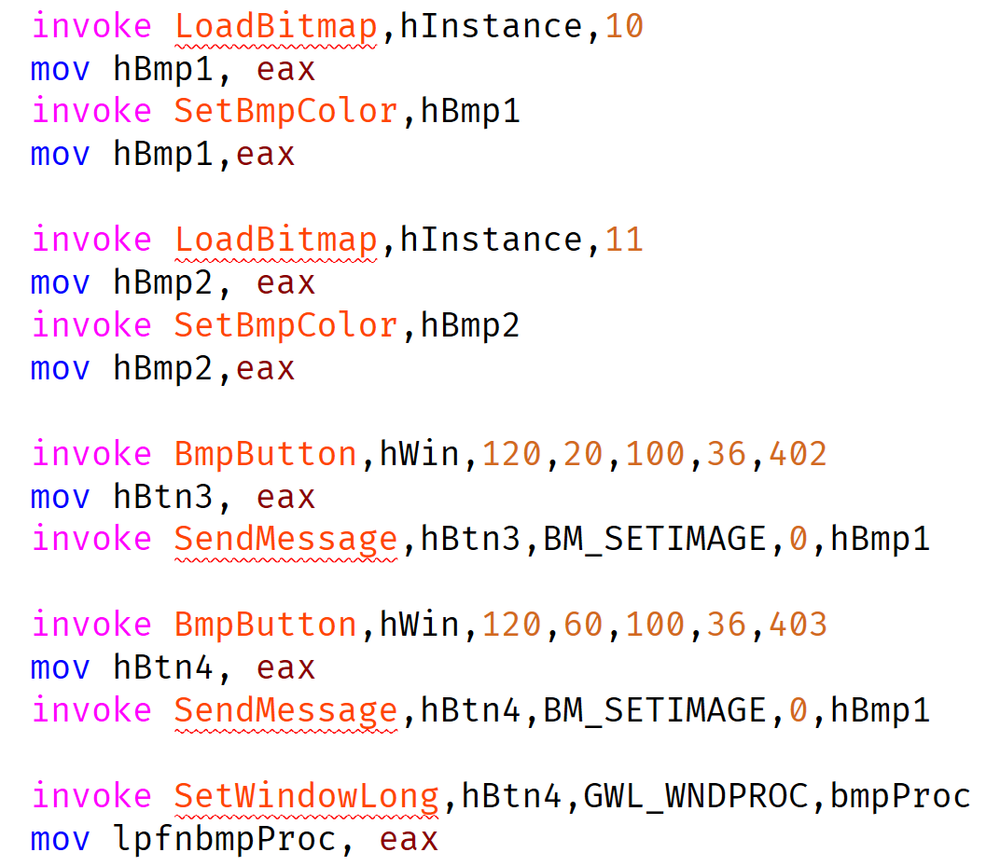 invoke LoadBitmap,hInstance,10
mov hBmp1, eax
invoke SetBmpColor,hBmp1
mov hBmp1,eax
invoke LoadBitmap,hInstance,11
mov hBmp2, eax
invoke SetBmpColor,hBmp2
mov hBmp2,eax
invoke BmpButton,hWin,120,20,100,36,402
mov hBtn3, eax
invoke SendMessage,hBtn3,BM_SETIMAGE,0,hBmp1
invoke BmpButton,hWin,120,60,100,36,403
mov hBtn4, eax
invoke SendMessage,hBtn4,BM_SETIMAGE,0,hBmp1
invoke SetWindowLong,hBtn4,GWL_WNDPROC,bmpProc
mov lpfnbmpProc, eax